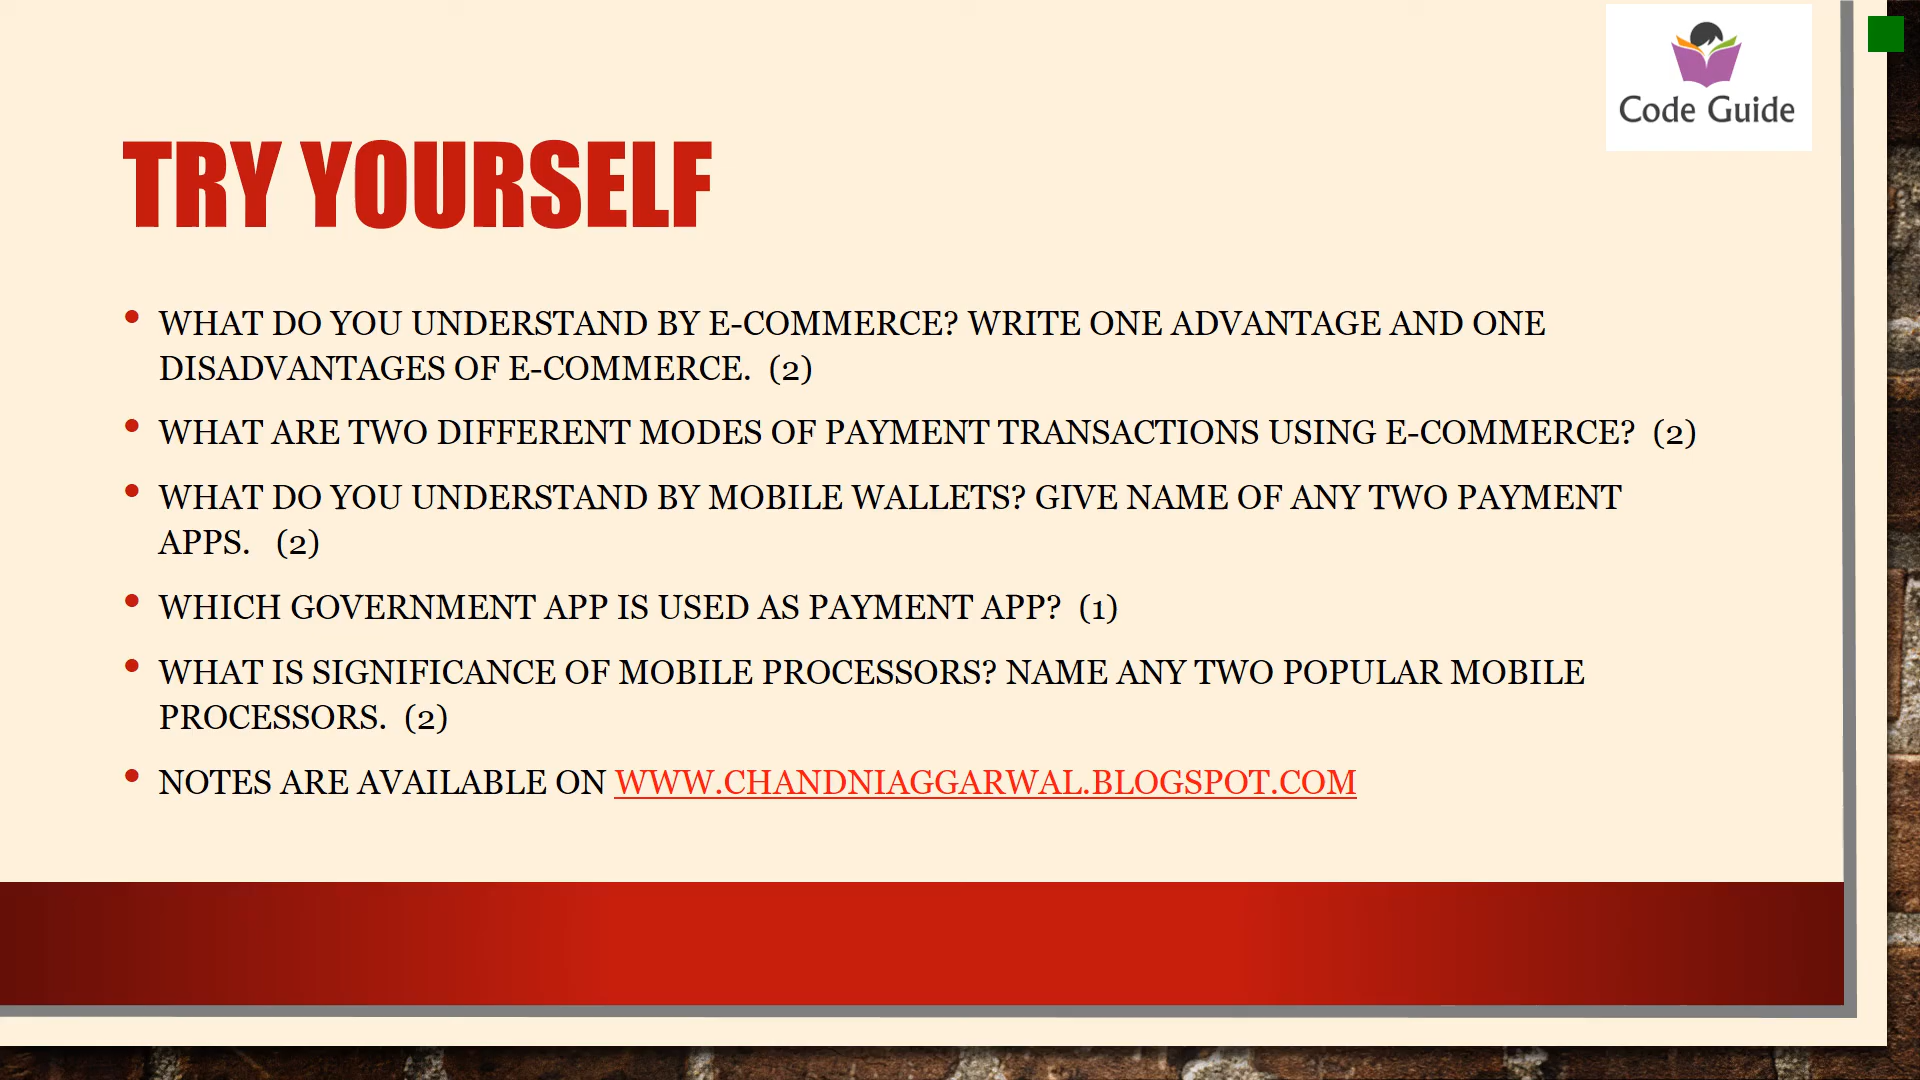 Code Guide
TRY YOURSELF
• WHAT DO YOU UNDERSTAND BY E-COMMERCE? WRITE ONE ADVANTAGE AND ONE
DISADVANTAGES OF E-COMMERCE. (2)
• WHAT ARE TWO DIFFERENT MODES OF PAYMENT TRANSACTIONS USING E-COMMERCE? (2)
• WHAT DO YOU UNDERSTAND BY MOBILE WALLETS? GIVE NAME OF ANY TWO PAYMENT
APPS. (2)
• WHICH GOVERNMENT APP IS USED AS PAYMENT APP? (1)
• WHAT IS SIGNIFICANCE OF MOBILE PROCESSORS? NAME ANY TWO POPULAR MOBILE
PROCESSORS. (2)
• NOTES ARE AVAILABLE ON WWW.CHANDNIAGGARWAL.BLOGSPOT.COM